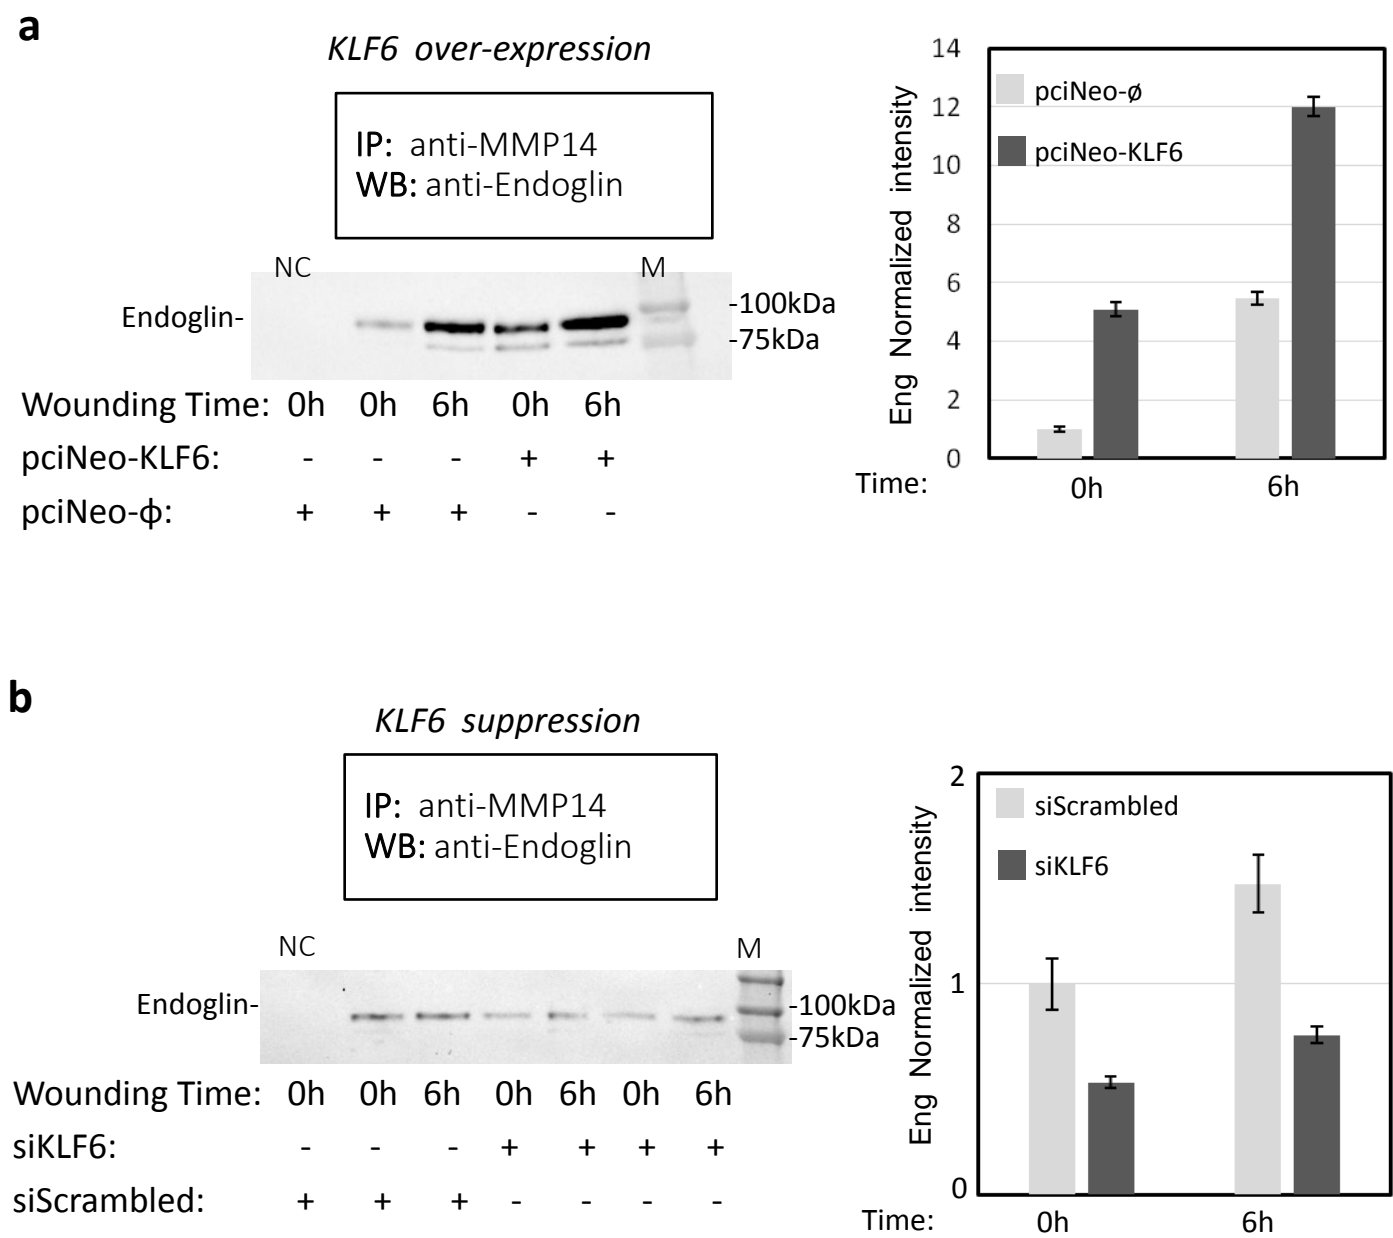 a
KLF6 over-expression
IP: anti-MMP14
WB: anti-Endoglin
NC
M
Endoglin-
-100kDa
-75kDa
Wounding Time: 0h 0h 6h 0h 6h
pciNeo-KLF6: - - - + +
pciNeo-ф: + + + - -
14
12
10
8
6
4
2
0
Eng Normalized intensity
pciNeo-ø
pciNeo-KLF6
Time: 0h 6h
b
KLF6 suppression
IP: anti-MMP14
WB: anti-Endoglin
NC
M
Endoglin-
-100kDa
-75kDa
Wounding Time: 0h 0h 6h 0h 6h 0h 6h
siKLF6: - - - + + + +
siScrambled: + + + - - - -
2
1
0
Eng Normalized intensity
siScrambled
siKLF6
Time: 0h 6h